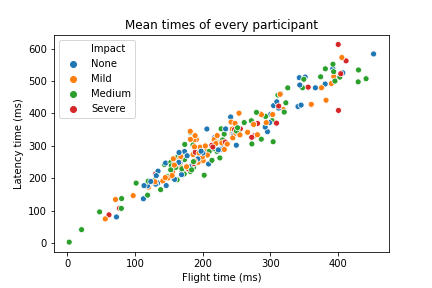 Mean times of every participant
Impact
None
Mild
Medium
Severe
Latency time (ms)
600
500
400
300
200
100
0
0 100 200 300 400
Flight time (ms)